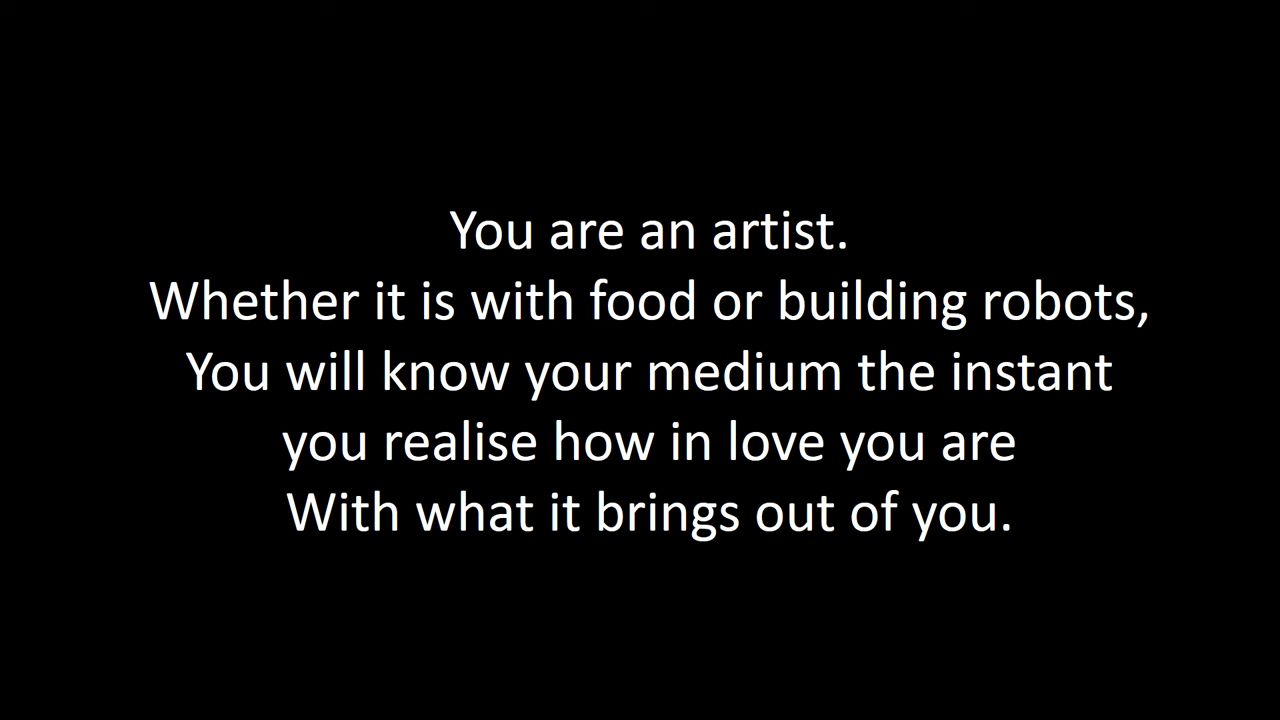 You are an artist.
Whether it is with food or building robots,
You will know your medium the instant
you realise how in love you are
With what it brings out of you.